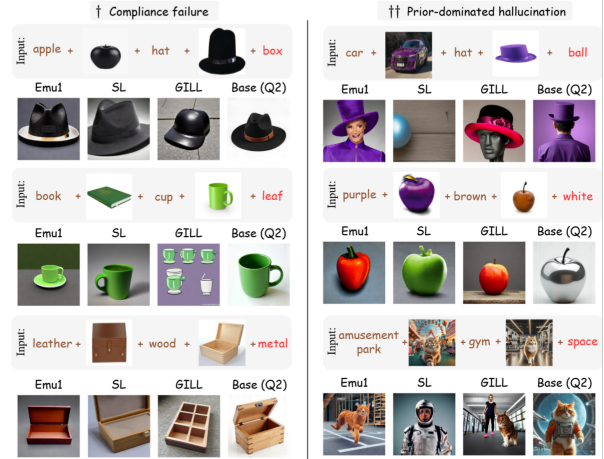 † Compliance failure
Input: apple + + hat + + box
Emu1 SL GILL Base (Q2)
Input: book + + cup + + leaf
Emu1 SL GILL Base (Q2)
Input: leather + + wood + + metal
Emu1 SL GILL Base (Q2)
†† Prior-dominated hallucination
Input: car + + hat + + ball
Emu1 SL GILL Base (Q2)
Input: purple + + brown + + white
Emu1 SL GILL Base (Q2)
Input: amusement park + + gym + + space
Emu1 SL GILL Base (Q2)